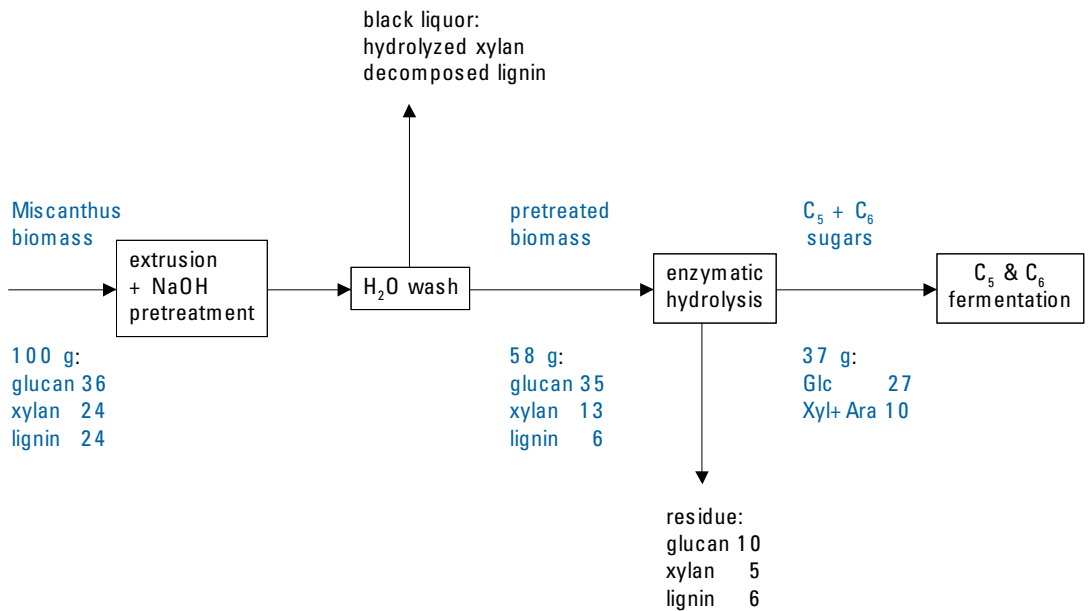 black liquor:
hydrolyzed xylan
decomposed lignin
Miscanthus
biomass
extrusion
+ NaOH
pretreatment
H₂O wash
pretreated
biomass
enzymatic
hydrolysis
C₅ + C₆
sugars
C₅ & C₆
fermentation
100 g:
glucan 36
xylan 24
lignin 24
58 g:
glucan 35
xylan 13
lignin 6
37 g:
Glc 27
Xyl+Ara 10
residue:
glucan 10
xylan 5
lignin 6